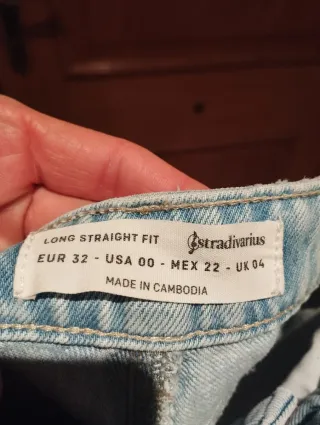 LONG STRAIGHT FIT stradivarius
EUR 32 - USA 00 - MEX 22 - UK 04
MADE IN CAMBODIA